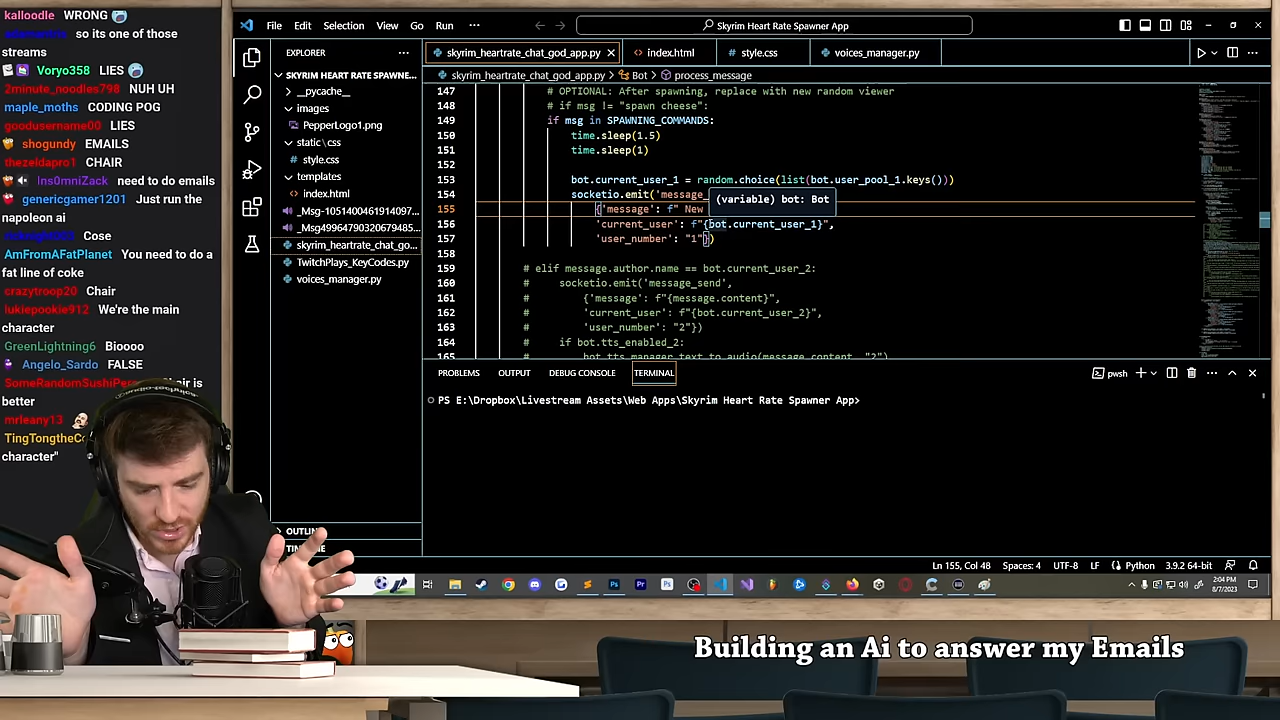 kalloodle WRONG
so its one of those
streams
Voryo358 LIES
2minute_noodles798 NUH UH
maple_moths CODING POG
goodusername00 LIES
shogundy EMAILS
thezeldapro1 CHAIR
Ins0mniZack need to do emails
genericgamer1201 Just run the
napoleon ai
Cose
AmFromAFatPlanet You need to do a
fat line of coke
crazytroop20 Chair
lukiepookie912 We're the main
character
GreenLightning6 Bioooo
Angelo_Sardo FALSE
is
better
mrleany13
character"
File Edit Selection View Go Run ···
Skyrim Heart Rate Spawner App
EXPLORER ···
SKYRIM HEART RATE SPAWNE...
__pycache__
images
PepperLogo1.png
static\css
style.css
templates
index.html
_Msg-1051400461914097...
_Msg4996747060679485...
skyrim_heartrate_chat_go...
TwitchPlays_KeyCodes.py
voices_manager.py
skyrim_heartrate_chat_god_app.py
index.html
style.css
voices_manager.py
skyrim_heartrate_chat_god_app.py > Bot > process_message
147 # OPTIONAL: After spawning, replace with new random viewer
148 # if msg != "spawn cheese":
149 if msg in SPAWNING_COMMANDS:
150 time.sleep(1.5)
151 time.sleep(1)
152
153 bot.current_user_1 = random.choice(list(bot.user_pool_1.keys()))
154 socketio.emit('message_
(variable) bot: Bot
155 {'message': f" New
156 'current_user': f"{bot.current_user_1}",
157 'user_number': "1"})
158
159 # elif message.author.name == bot.current_user_2:
160 # socketio.emit('message_send',
161 # {'message': f"{message.content}",
162 # 'current_user': f"{bot.current_user_2}",
163 # 'user_number': "2"})
164 # if bot.tts_enabled_2:
165 # bot.tts_manager.text_to_audio(message.content, "2")
PROBLEMS OUTPUT DEBUG CONSOLE TERMINAL
pwsh
PS E:\Dropbox\Livestream Assets\Web Apps\Skyrim Heart Rate Spawner App>
Ln 155, Col 48 Spaces: 4 UTF-8 LF Python 3.9.2 64-bit
2:04 PM
8/7/2023
Building an Ai to answer my Emails